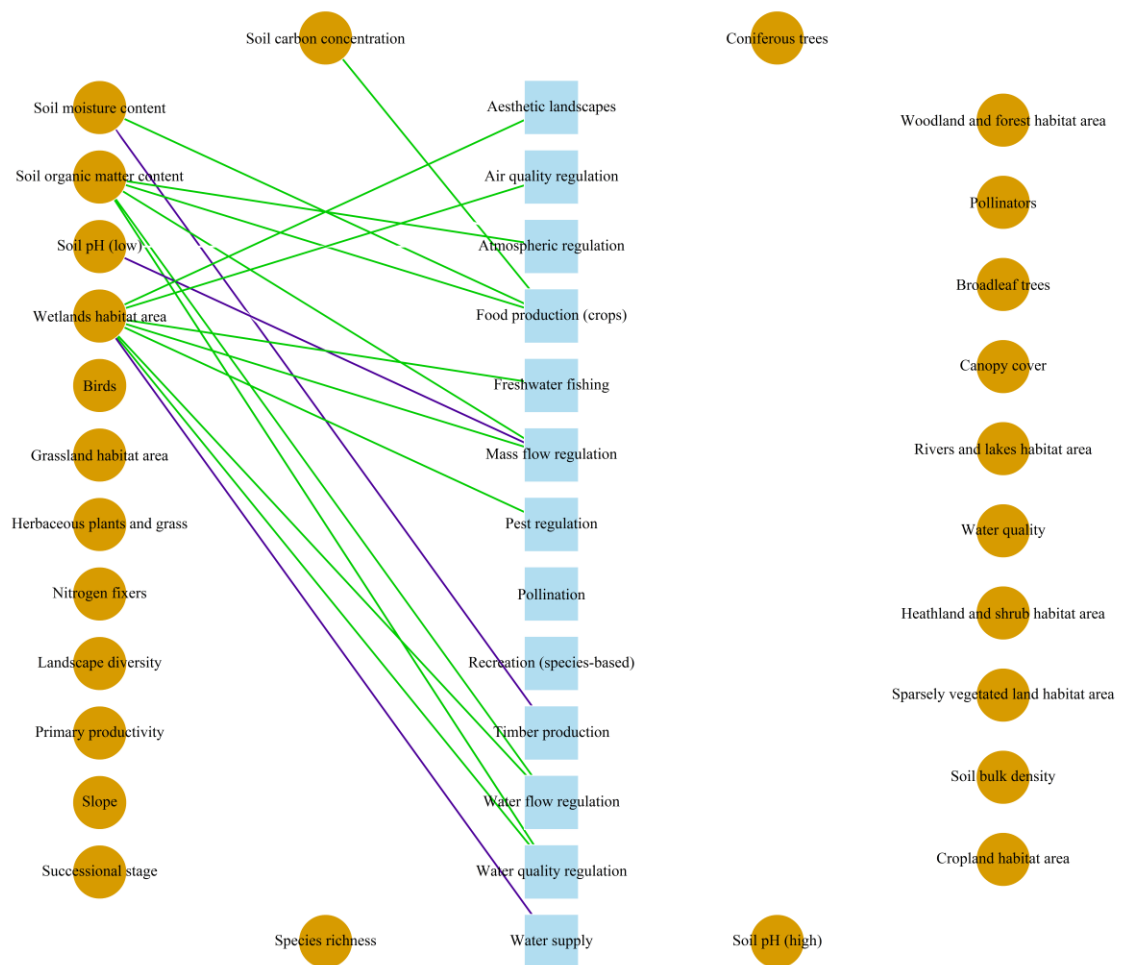 Soil carbon concentration
Coniferous trees
Soil moisture content
Soil organic matter content
Soil pH (low)
Wetlands habitat area
Birds
Grassland habitat area
Herbaceous plants and grass
Nitrogen fixers
Landscape diversity
Primary productivity
Slope
Successional stage
Species richness
Aesthetic landscapes
Air quality regulation
Atmospheric regulation
Food production (crops)
Freshwater fishing
Mass flow regulation
Pest regulation
Pollination
Recreation (species-based)
Timber production
Water flow regulation
Water quality regulation
Water supply
Woodland and forest habitat area
Pollinators
Broadleaf trees
Canopy cover
Rivers and lakes habitat area
Water quality
Heathland and shrub habitat area
Sparsely vegetated land habitat area
Soil bulk density
Cropland habitat area
Soil pH (high)